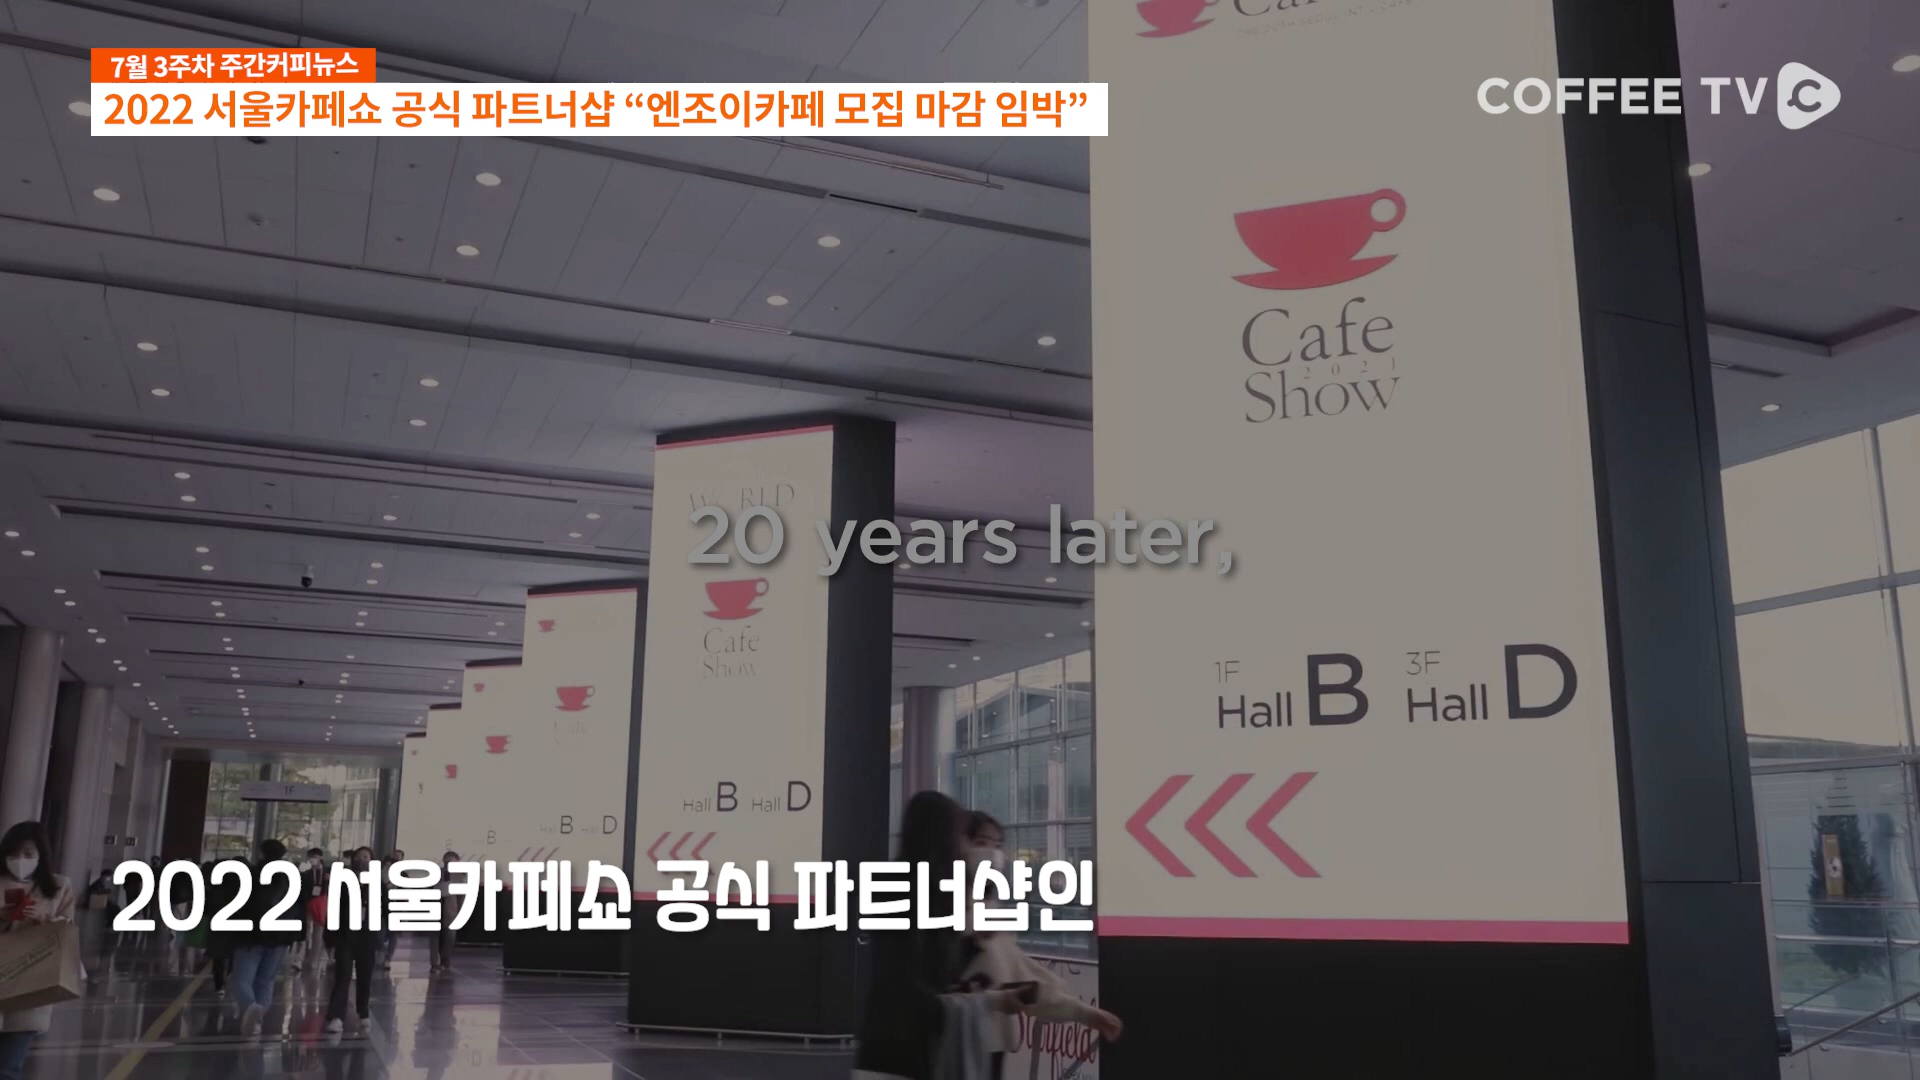 7월 3주차 주간커피뉴스
2022 서울카페쇼 공식 파트너샵 “엔조이카페 모집 마감 임박”
COFFEE TV
Cafe
2021
Show
WORLD
20 years later,
Cafe
Show
1F
Hall B
3F
Hall D
Hall B Hall D
B
D
1F
B
2022 서울카페쇼 공식 파트너샵인